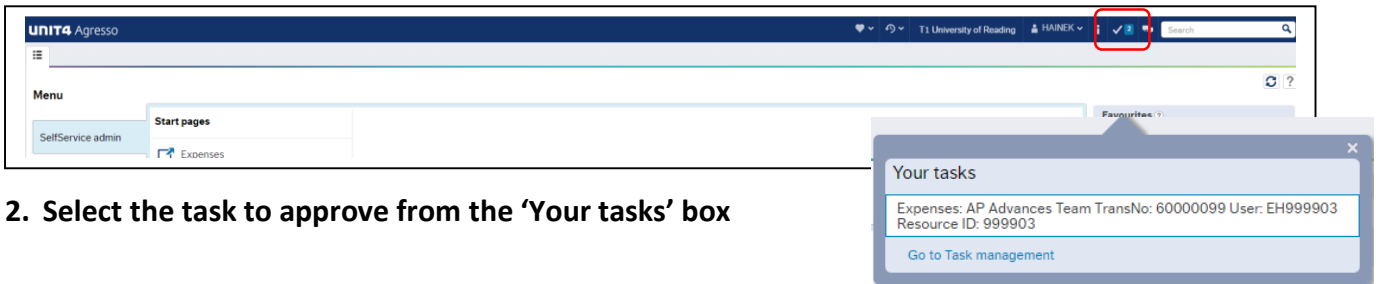 UNIT4 Agresso
T1 University of Reading HAINEK 2 Search
Menu
Favourites
Start pages
SelfService admin
Expenses
Your tasks
Expenses: AP Advances Team TransNo: 60000099 User: EH999903
Resource ID: 999903
Go to Task management
2. Select the task to approve from the ‘Your tasks’ box